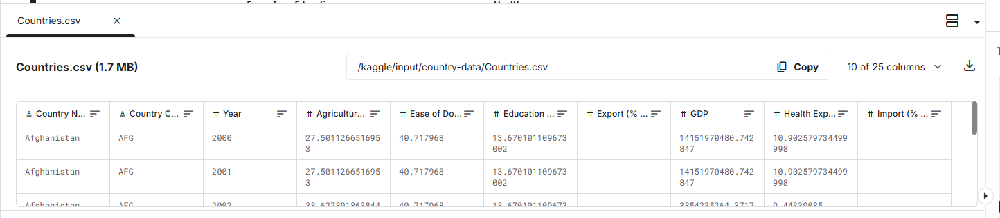 Ease of Education Health
Countries.csv
Countries.csv (1.7 MB)
/kaggle/input/country-data/Countries.csv
Copy
10 of 25 columns
Country N... Country C... Year Agricultur... Ease of Do... Education ... Export (% ... GDP Health Exp... Import (% ...
Afghanistan AFG 2000 27.501126651695 40.717968 13.670101109673 14151970480.742 10.902579734499
3 002 847 998
Afghanistan AFG 2001 27.501126651695 40.717968 13.670101109673 14151970480.742 10.902579734499
3 002 847 998
Afghanistan AFG 2002 38.627891863844 40.717968 13.670101109673 3854235264.3717 9.44339085